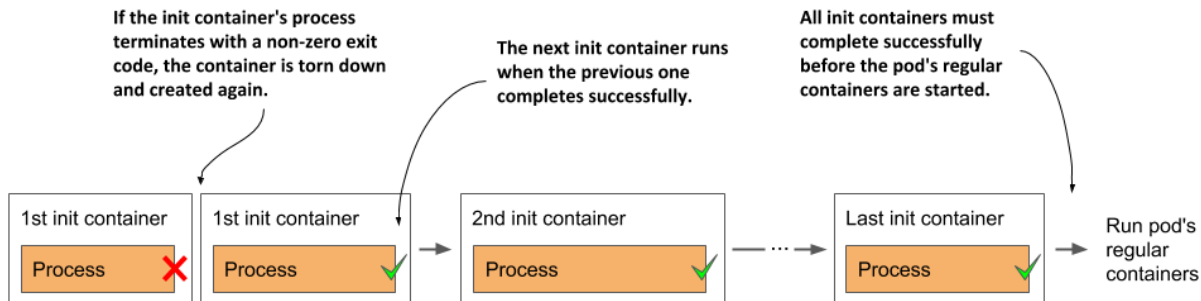 If the init container's process
terminates with a non-zero exit
code, the container is torn down
and created again.
The next init container runs
when the previous one
completes successfully.
All init containers must
complete successfully
before the pod's regular
containers are started.
1st init container
Process
1st init container
Process
2nd init container
Process
...
Last init container
Process
Run pod's
regular
containers